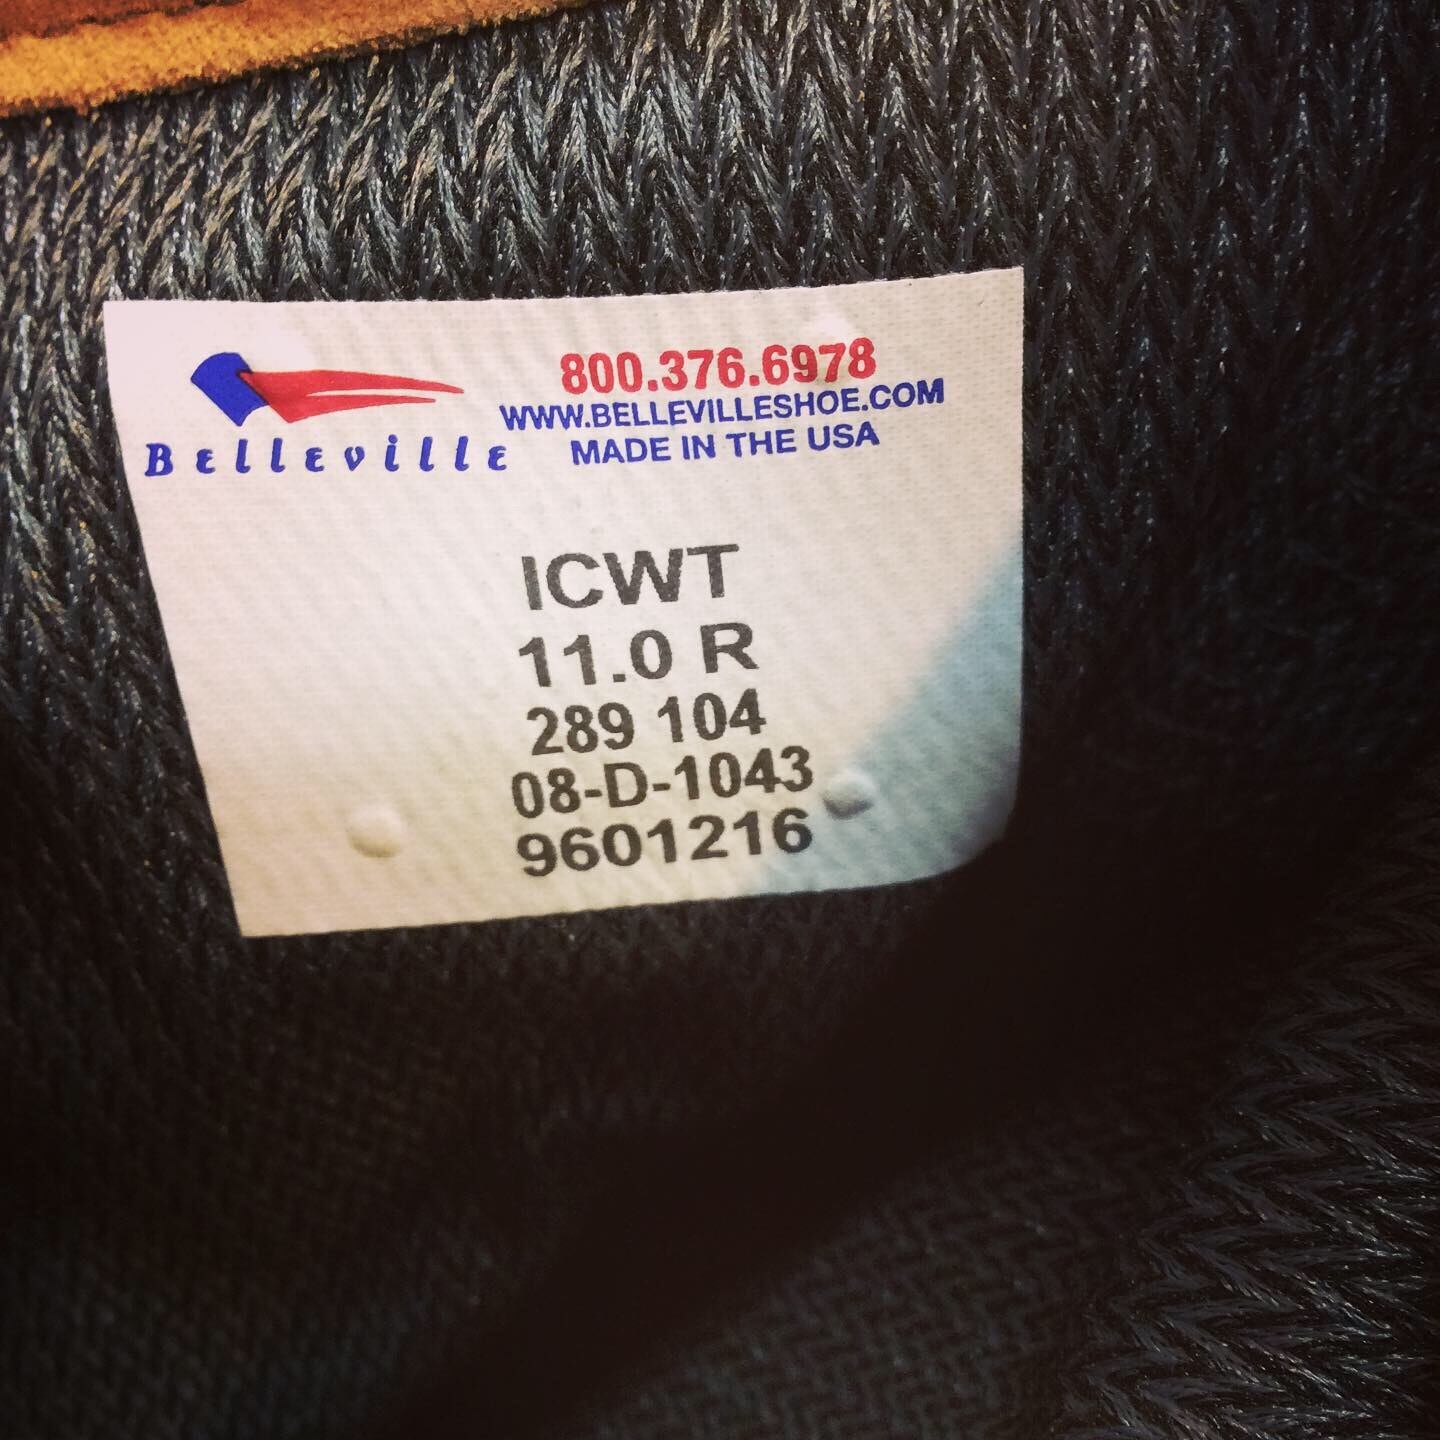 Belleville
800.376.6978
WWW.BELLEVILLESHOE.COM
MADE IN THE USA
ICWT
11.0 R
289 104
08-D-1043
9601216